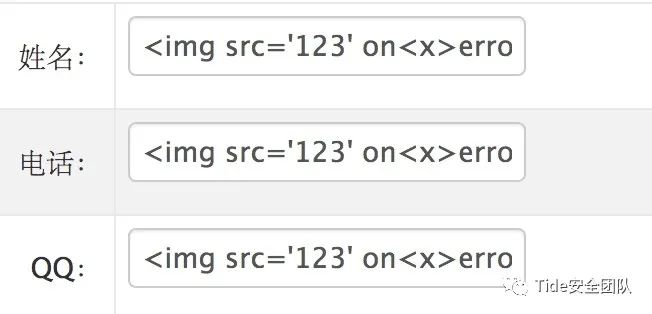 姓名： <img src='123' on<x>erro
电话： <img src='123' on<x>erro
QQ： <img src='123' on<x>erro
Tide安全团队